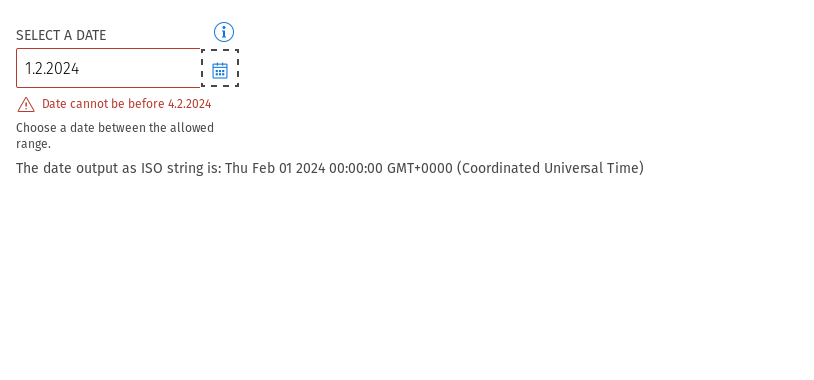 SELECT A DATE
1.2.2024
Date cannot be before 4.2.2024
Choose a date between the allowed
range.
The date output as ISO string is: Thu Feb 01 2024 00:00:00 GMT+0000 (Coordinated Universal Time)